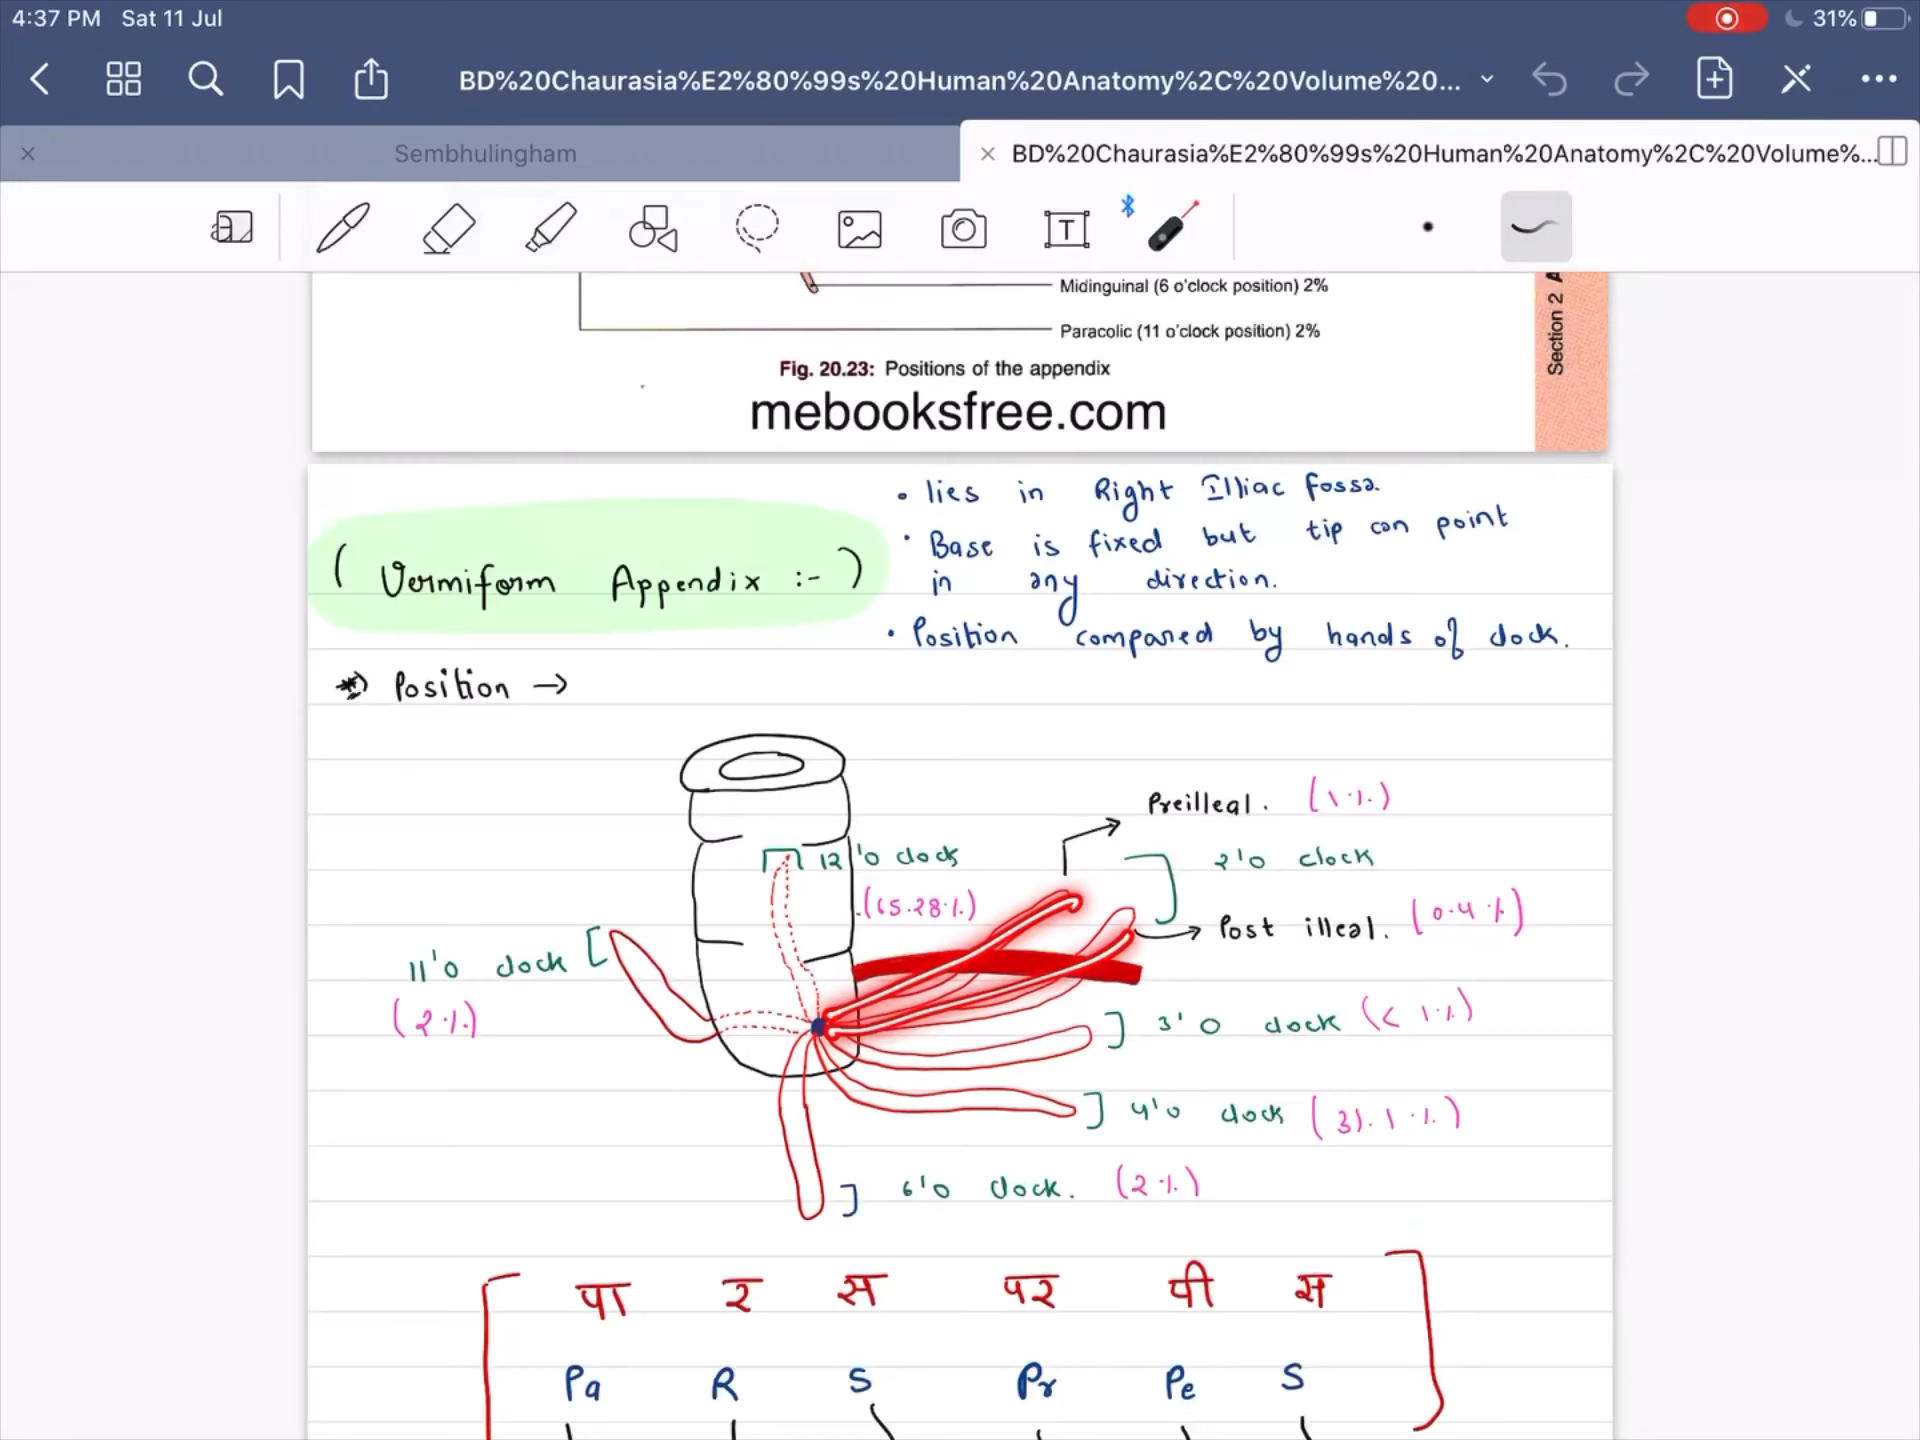 4:37 PM Sat 11 Jul 31%
BD%20Chaurasia%E2%80%99s%20Human%20Anatomy%2C%20Volume%20...
Sembhulingham
BD%20Chaurasia%E2%80%99s%20Human%20Anatomy%2C%20Volume%...
T
Midinguinal (6 o'clock position) 2%
Paracolic (11 o'clock position) 2%
Fig. 20.23: Positions of the appendix
Section 2
mebooksfree.com
• lies in Right Illiac fossa.
( Vermiform Appendix :- )
• Base is fixed but tip can point
in any direction.
• Position compared by hands of clock.
Position →
Preilleal. (1%)
12'o clock
2'o clock
(65.28%)
Post illeal. (0.4%)
11'o clock
(2%)
3'o clock (< 1%)
4'o clock (31.1%)
6'o clock. (2%)
पा र स पर पी स
Pa R S Pr Pe S